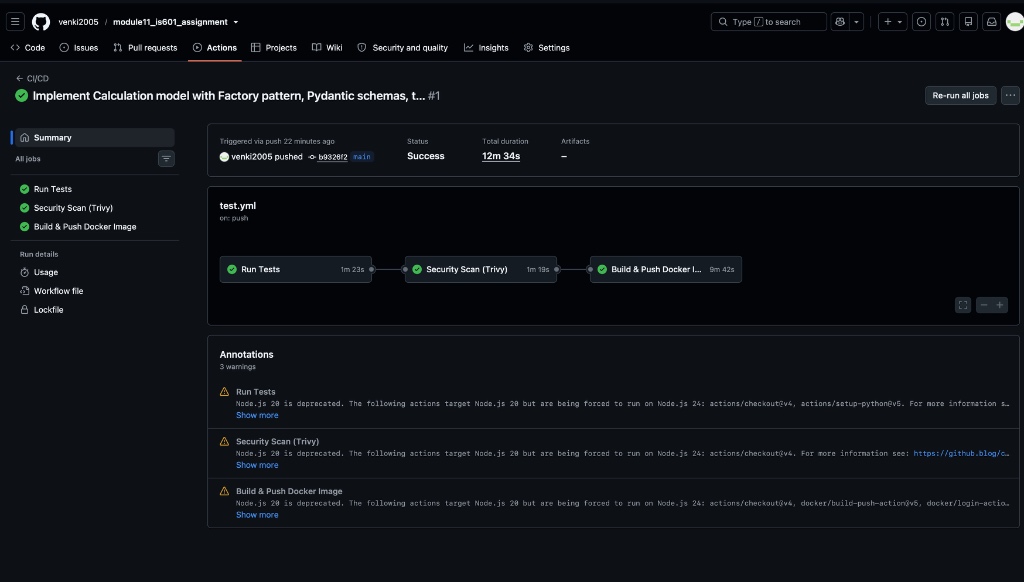 venki2005 / module11_is601_assignment
Type / to search
Code Issues Pull requests Actions Projects Wiki Security and quality Insights Settings
← CI/CD
Implement Calculation model with Factory pattern, Pydantic schemas, t... #1
Re-run all jobs
Summary
All jobs
Run Tests
Security Scan (Trivy)
Build & Push Docker Image
Run details
Usage
Workflow file
Lockfile
Triggered via push 22 minutes ago
venki2005 pushed b9326f2 main
Status
Success
Total duration
12m 34s
Artifacts
–
test.yml
on: push
Run Tests 1m 23s
Security Scan (Trivy) 1m 19s
Build & Push Docker I... 9m 42s
Annotations
3 warnings
Run Tests
Node.js 20 is deprecated. The following actions target Node.js 20 but are being forced to run on Node.js 24: actions/checkout@v4, actions/setup-python@v5. For more information s…
Show more
Security Scan (Trivy)
Node.js 20 is deprecated. The following actions target Node.js 20 but are being forced to run on Node.js 24: actions/checkout@v4. For more information see: https://github.blog/c…
Show more
Build & Push Docker Image
Node.js 20 is deprecated. The following actions target Node.js 20 but are being forced to run on Node.js 24: actions/checkout@v4, docker/build-push-action@v5, docker/login-actio…
Show more